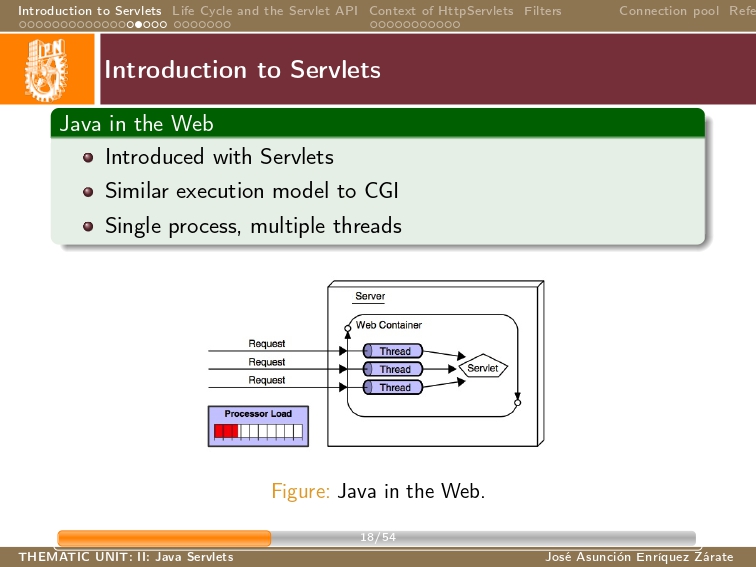 Introduction to Servlets Life Cycle and the Servlet API Context of HttpServlets Filters Connection pool Refe
IPN
Introduction to Servlets
Java in the Web
Introduced with Servlets
Similar execution model to CGI
Single process, multiple threads
Server
Web Container
Request
Thread
Request
Thread
Servlet
Request
Thread
Processor Load
Figure: Java in the Web.
18/54
THEMATIC UNIT: II: Java Servlets José Asunción Enríquez Zárate